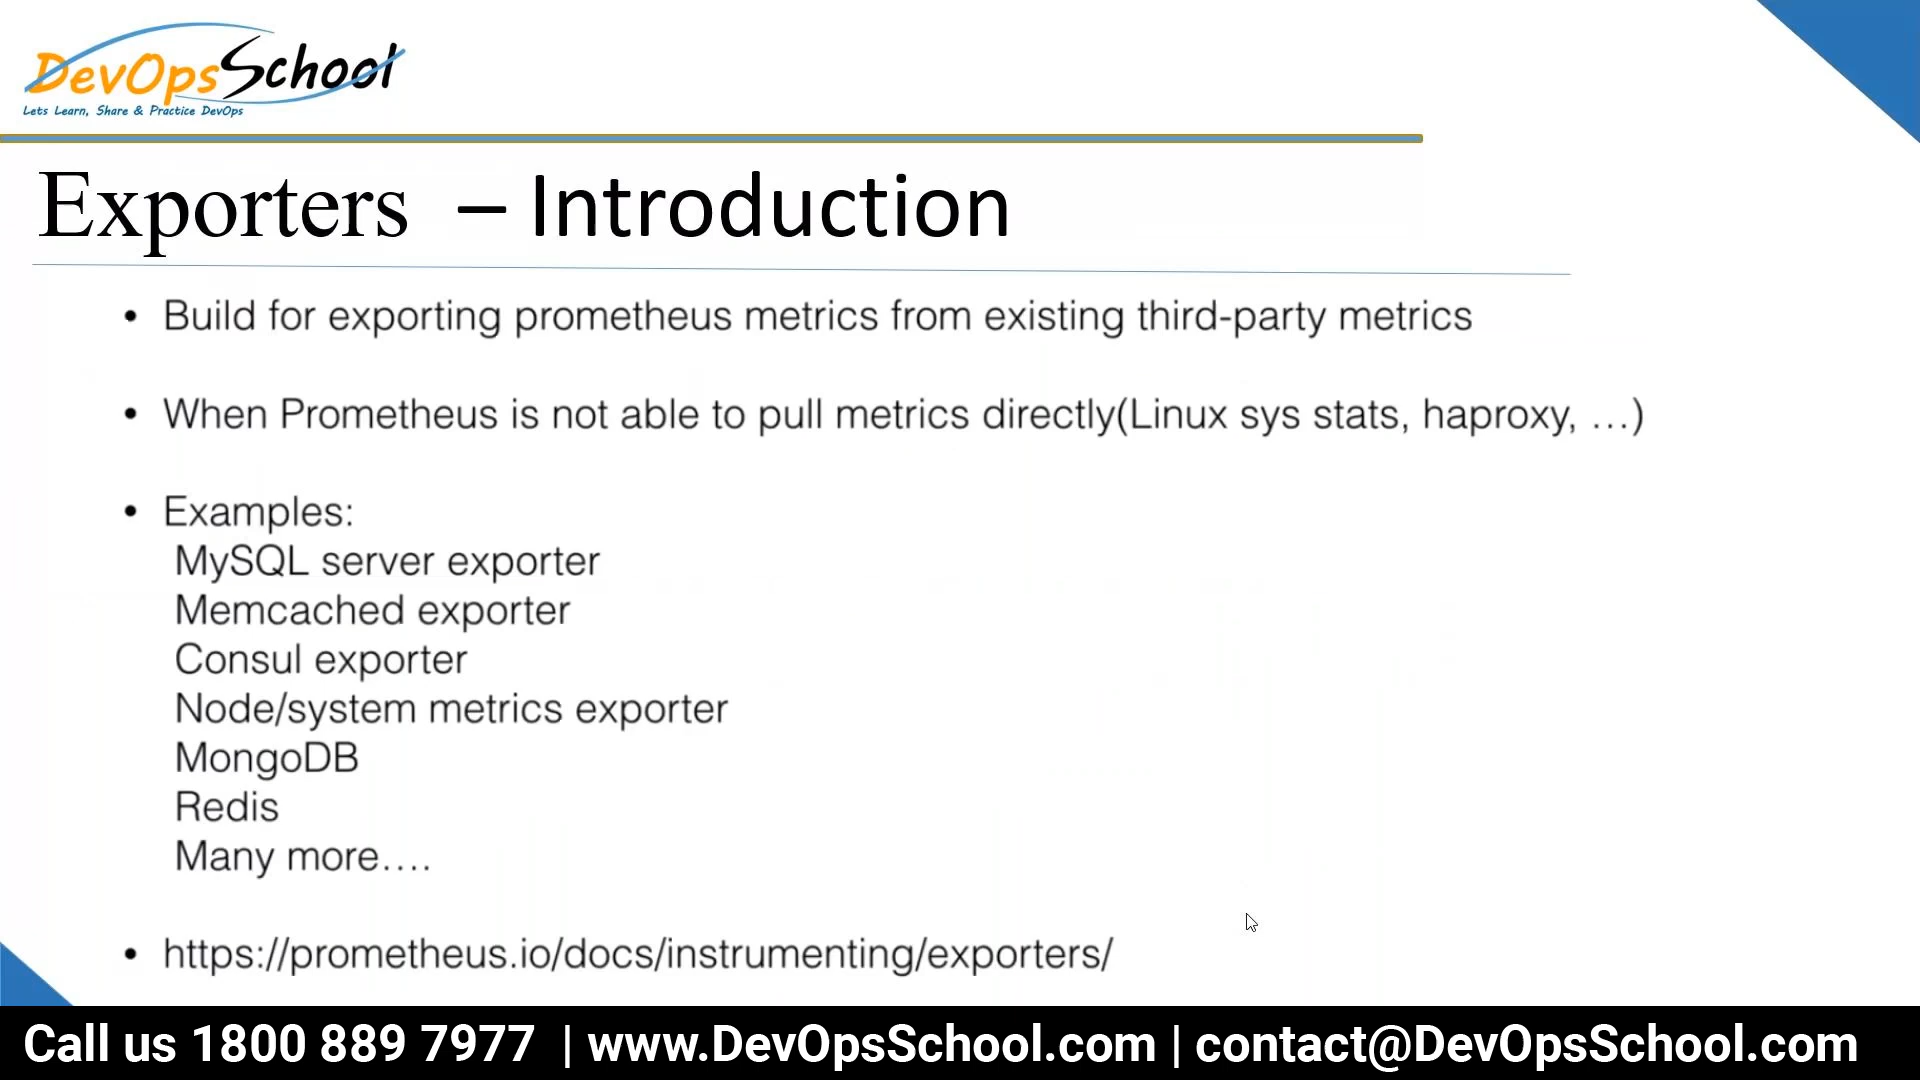 DevOpsSchool
Lets Learn, Share & Practice DevOps
Exporters – Introduction
• Build for exporting prometheus metrics from existing third-party metrics
• When Prometheus is not able to pull metrics directly(Linux sys stats, haproxy, …)
• Examples:
MySQL server exporter
Memcached exporter
Consul exporter
Node/system metrics exporter
MongoDB
Redis
Many more….
• https://prometheus.io/docs/instrumenting/exporters/
Call us 1800 889 7977 | www.DevOpsSchool.com | contact@DevOpsSchool.com